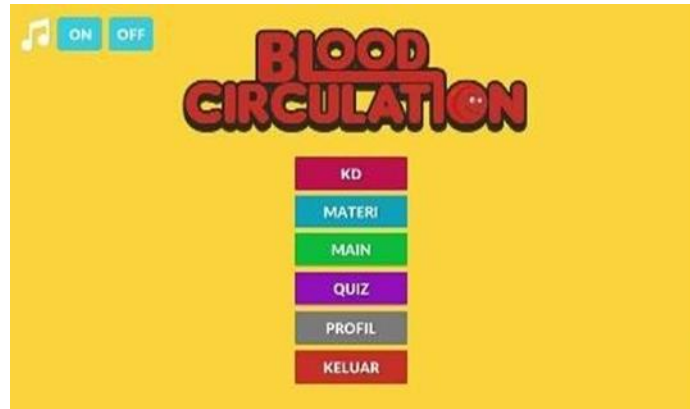 ON OFF
BLOOD
CIRCULATION
KD
MATERI
MAIN
QUIZ
PROFIL
KELUAR